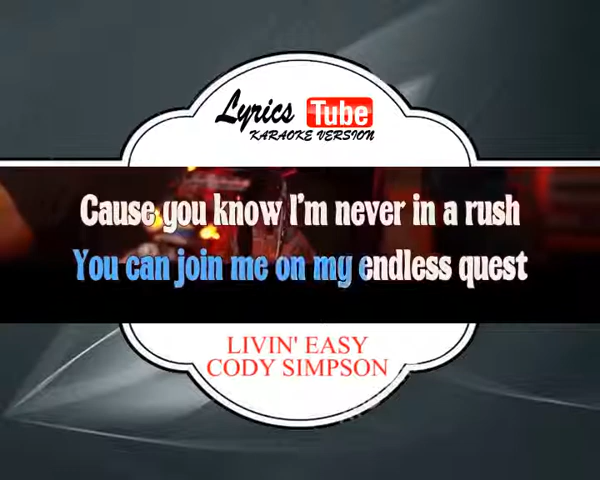 Lyrics Tube
KARAOKE VERSION
Cause you know I'm never in a rush
You can join me on my endless quest
LIVIN' EASY
CODY SIMPSON